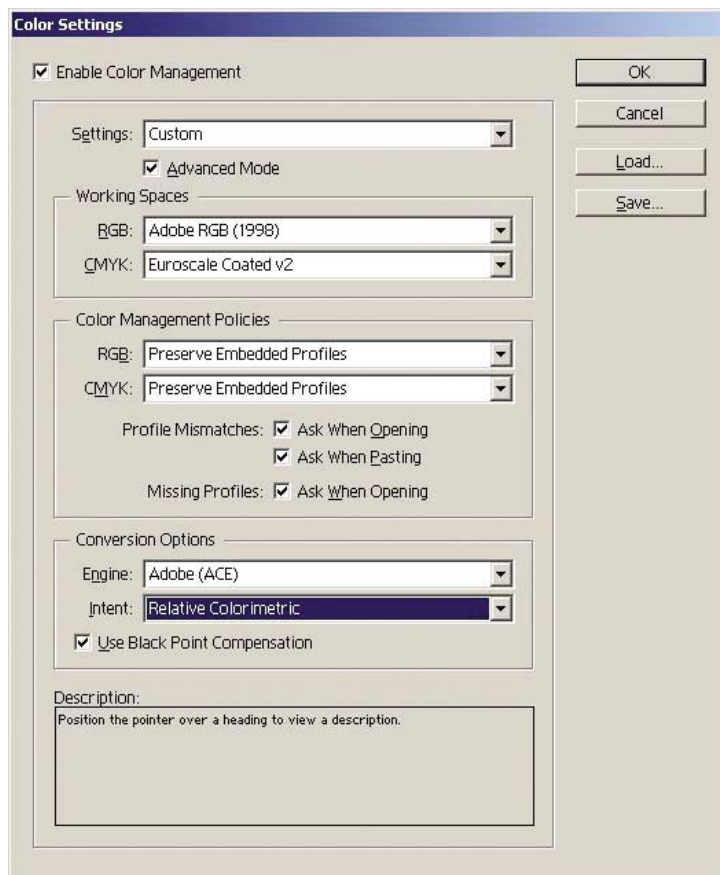 Color Settings
Enable Color Management
OK
Cancel
Load...
Save...
Settings: Custom
Advanced Mode
Working Spaces
RGB: Adobe RGB (1998)
CMYK: Euroscale Coated v2
Color Management Policies
RGB: Preserve Embedded Profiles
CMYK: Preserve Embedded Profiles
Profile Mismatches: Ask When Opening
Ask When Pasting
Missing Profiles: Ask When Opening
Conversion Options
Engine: Adobe (ACE)
Intent: Relative Colorimetric
Use Black Point Compensation
Description:
Position the pointer over a heading to view a description.